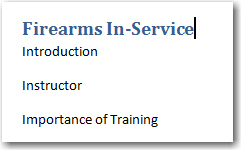 Firearms In-Service
Introduction
Instructor
Importance of Training